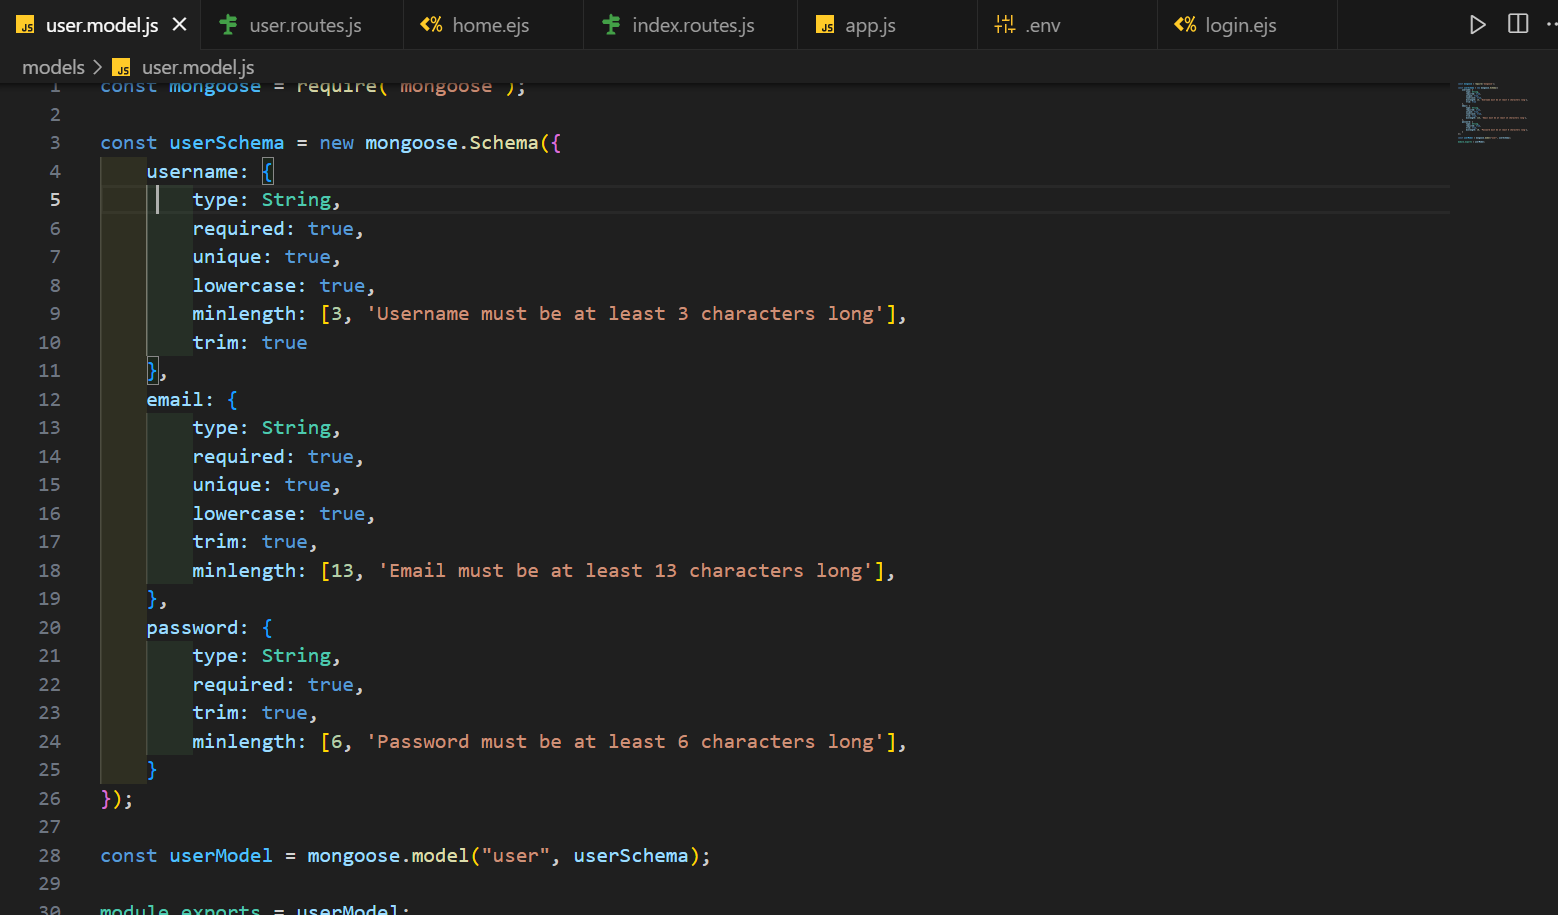 user.model.js
user.routes.js
home.ejs
index.routes.js
app.js
.env
login.ejs
models > user.model.js
1 const mongoose = require("mongoose");
2
3 const userSchema = new mongoose.Schema({
4     username: {
5         type: String,
6         required: true,
7         unique: true,
8         lowercase: true,
9         minlength: [3, 'Username must be at least 3 characters long'],
10         trim: true
11     },
12     email: {
13         type: String,
14         required: true,
15         unique: true,
16         lowercase: true,
17         trim: true,
18         minlength: [13, 'Email must be at least 13 characters long'],
19     },
20     password: {
21         type: String,
22         required: true,
23         trim: true,
24         minlength: [6, 'Password must be at least 6 characters long'],
25     }
26 });
27
28 const userModel = mongoose.model("user", userSchema);
29
30 module.exports = userModel;